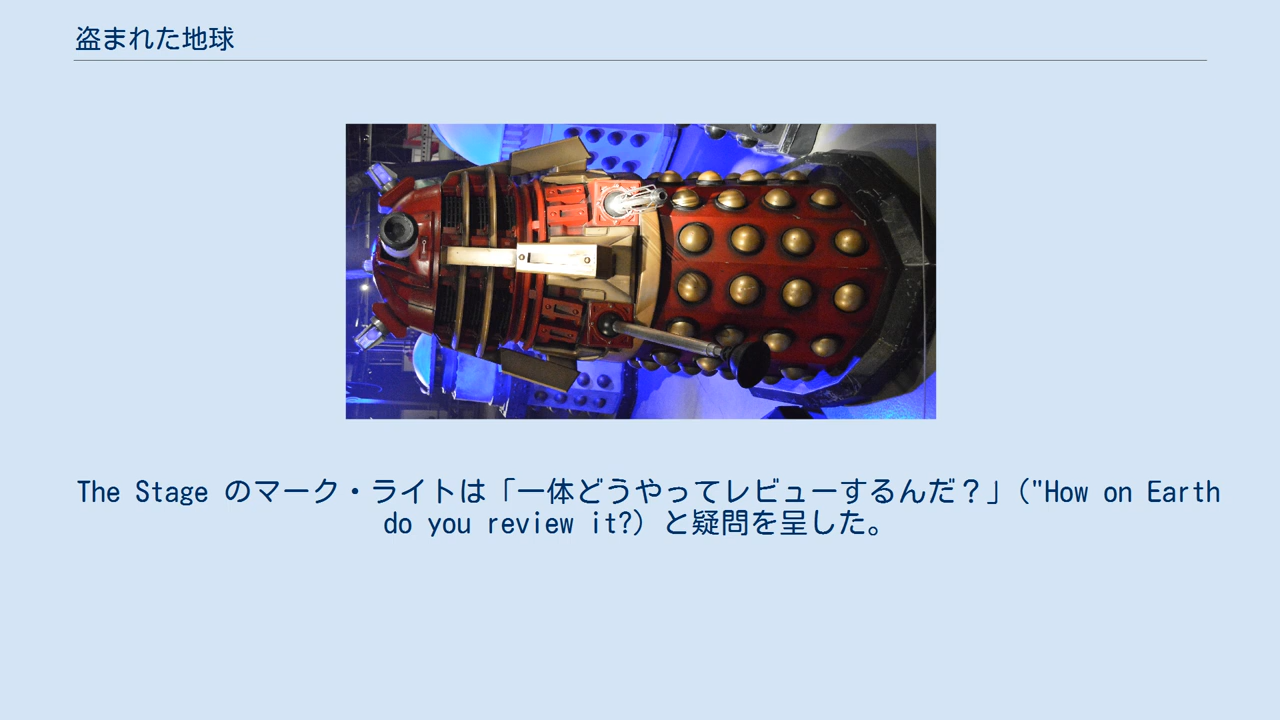 盗まれた地球
The Stage のマーク・ライトは「一体どうやってレビューするんだ？」("How on Earth
do you review it?) と疑問を呈した。